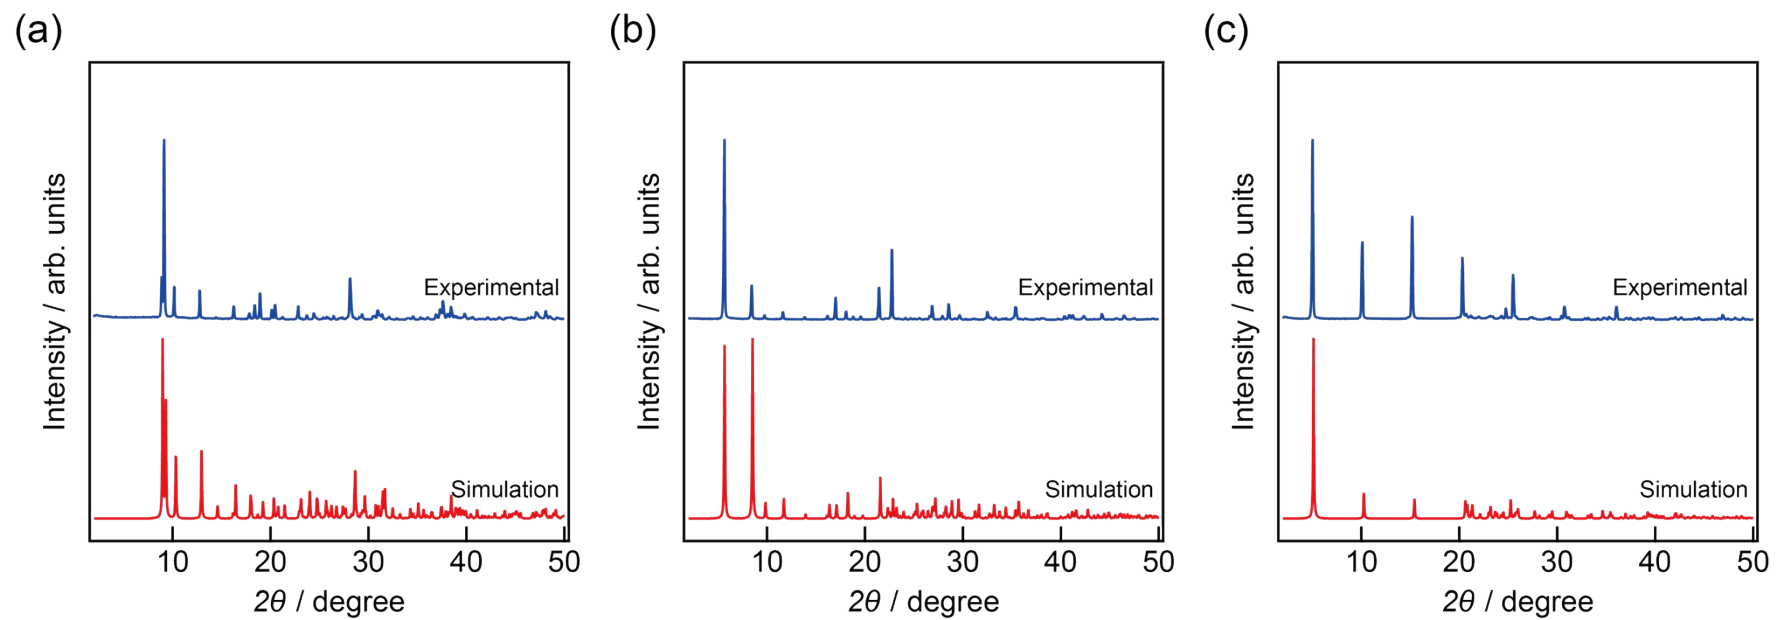 (a)
(b)
(c)
Intensity / arb. units
Experimental
Simulation
10 20 30 40 50
2θ / degree
Intensity / arb. units
Experimental
Simulation
10 20 30 40 50
2θ / degree
Intensity / arb. units
Experimental
Simulation
10 20 30 40 50
2θ / degree